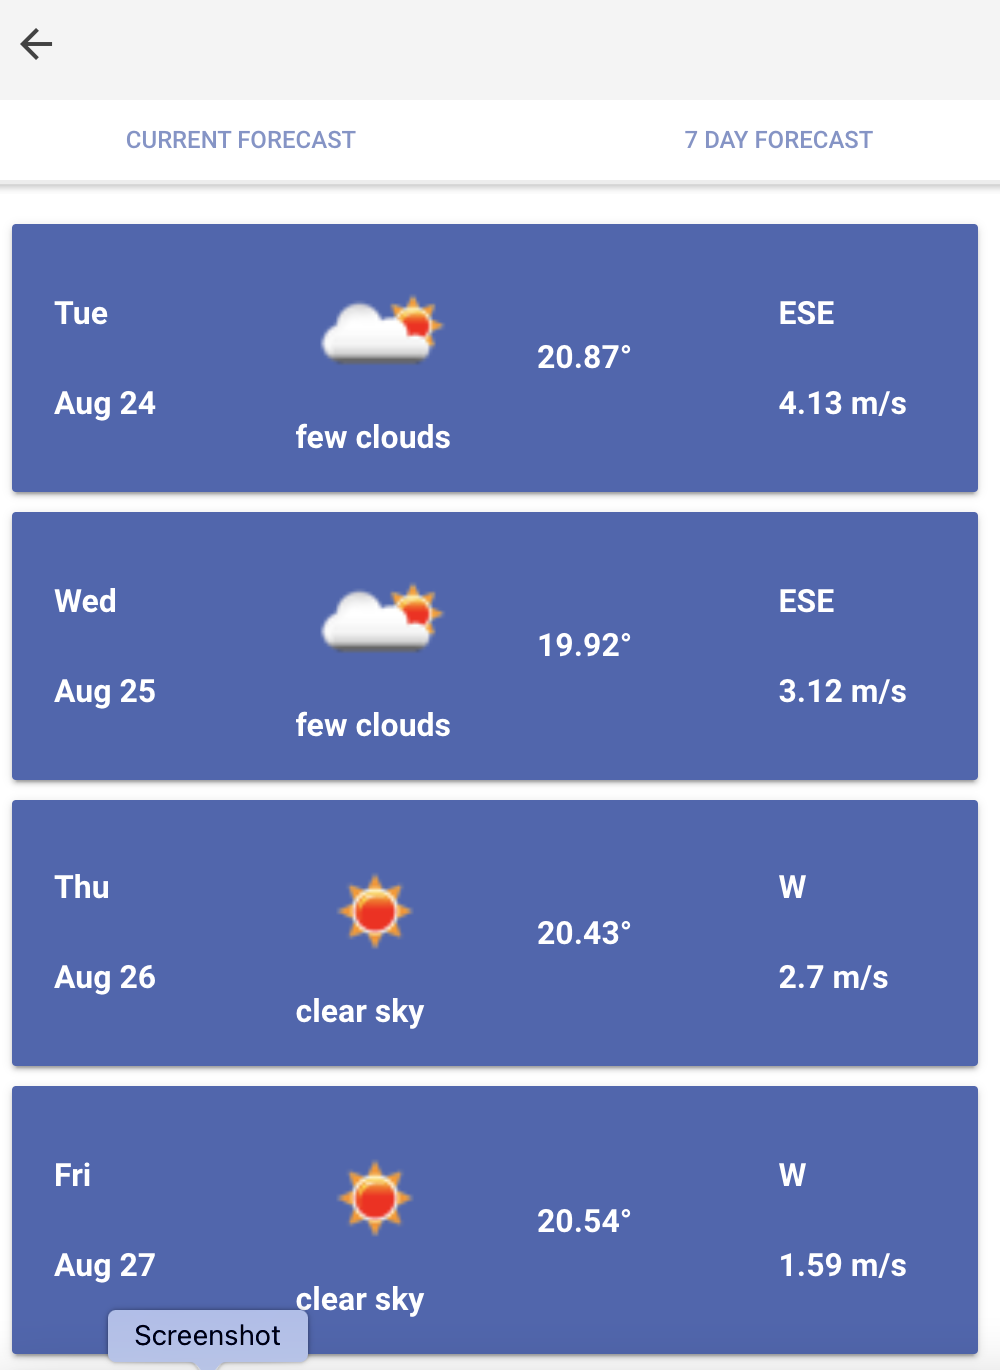 CURRENT FORECAST
7 DAY FORECAST
Tue
Aug 24
few clouds
20.87°
ESE
4.13 m/s
Wed
Aug 25
few clouds
19.92°
ESE
3.12 m/s
Thu
Aug 26
clear sky
20.43°
W
2.7 m/s
Fri
Aug 27
clear sky
20.54°
W
1.59 m/s
Screenshot